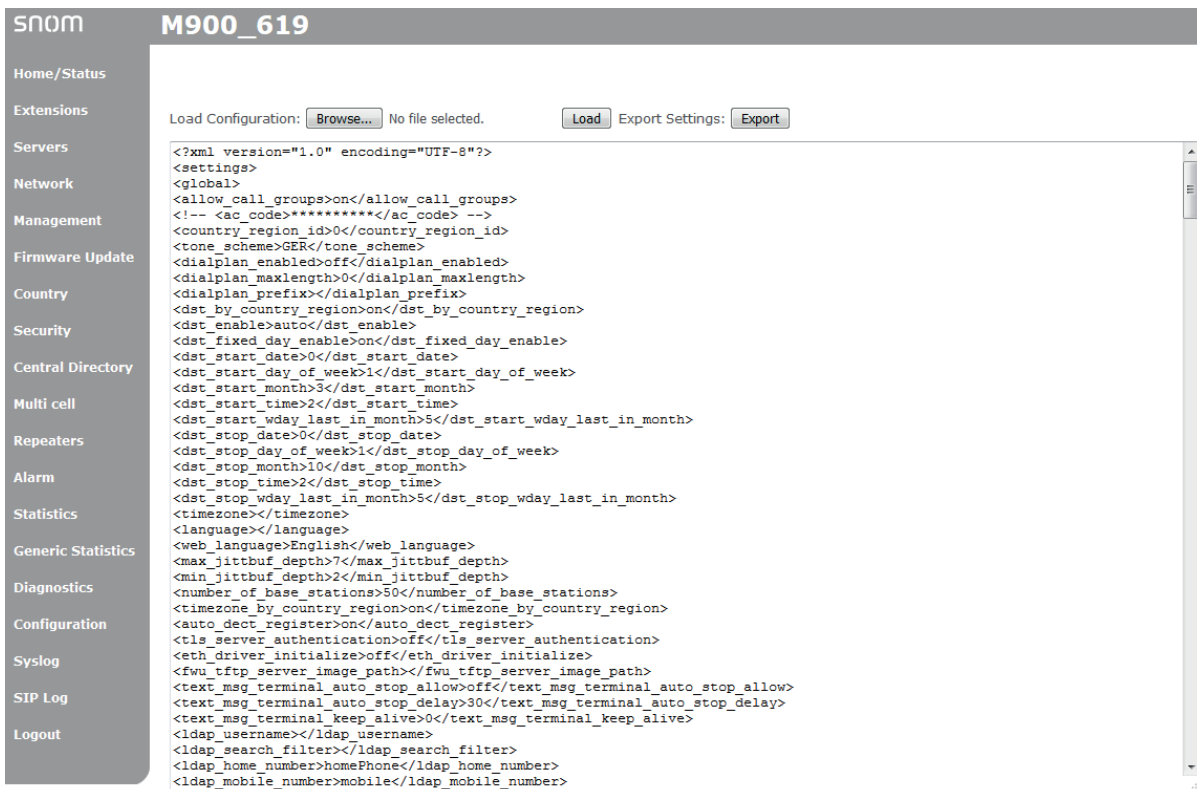 snom
M900_619
Home/Status
Extensions
Servers
Network
Management
Firmware Update
Country
Security
Central Directory
Multi cell
Repeaters
Alarm
Statistics
Generic Statistics
Diagnostics
Configuration
Syslog
SIP Log
Logout
Load Configuration: Browse... No file selected. Load Export Settings: Export
<?xml version="1.0" encoding="UTF-8"?>
<settings>
<global>
<allow_call_groups>on</allow_call_groups>
<!-- <ac_code>**********</ac_code> -->
<country_region_id>0</country_region_id>
<tone_scheme>GER</tone_scheme>
<dialplan_enabled>off</dialplan_enabled>
<dialplan_maxlength>0</dialplan_maxlength>
<dialplan_prefix></dialplan_prefix>
<dst_by_country_region>on</dst_by_country_region>
<dst_enable>auto</dst_enable>
<dst_fixed_day_enable>on</dst_fixed_day_enable>
<dst_start_date>0</dst_start_date>
<dst_start_day_of_week>1</dst_start_day_of_week>
<dst_start_month>3</dst_start_month>
<dst_start_time>2</dst_start_time>
<dst_start_wday_last_in_month>5</dst_start_wday_last_in_month>
<dst_stop_date>0</dst_stop_date>
<dst_stop_day_of_week>1</dst_stop_day_of_week>
<dst_stop_month>10</dst_stop_month>
<dst_stop_time>2</dst_stop_time>
<dst_stop_wday_last_in_month>5</dst_stop_wday_last_in_month>
<timezone></timezone>
<language></language>
<web_language>English</web_language>
<max_jittbuf_depth>7</max_jittbuf_depth>
<min_jittbuf_depth>2</min_jittbuf_depth>
<number_of_base_stations>50</number_of_base_stations>
<timezone_by_country_region>on</timezone_by_country_region>
<auto_dect_register>on</auto_dect_register>
<tls_server_authentication>off</tls_server_authentication>
<eth_driver_initialize>off</eth_driver_initialize>
<fwu_tftp_server_image_path></fwu_tftp_server_image_path>
<text_msg_terminal_auto_stop_allow>off</text_msg_terminal_auto_stop_allow>
<text_msg_terminal_auto_stop_delay>30</text_msg_terminal_auto_stop_delay>
<text_msg_terminal_keep_alive>0</text_msg_terminal_keep_alive>
<ldap_username></ldap_username>
<ldap_search_filter></ldap_search_filter>
<ldap_home_number>homePhone</ldap_home_number>
<ldap_mobile_number>mobile</ldap_mobile_number>